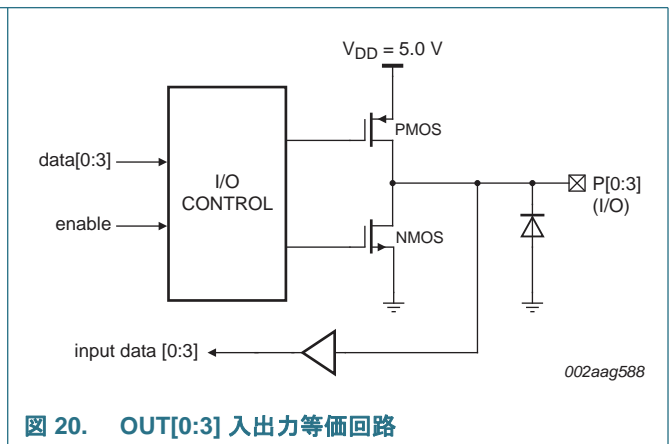 VDD = 5.0 V
PMOS
data[0:3]
I/O
CONTROL
P[0:3]
(I/O)
enable
NMOS
input data [0:3]
002aag588
図 20. OUT[0:3] 入出力等価回路